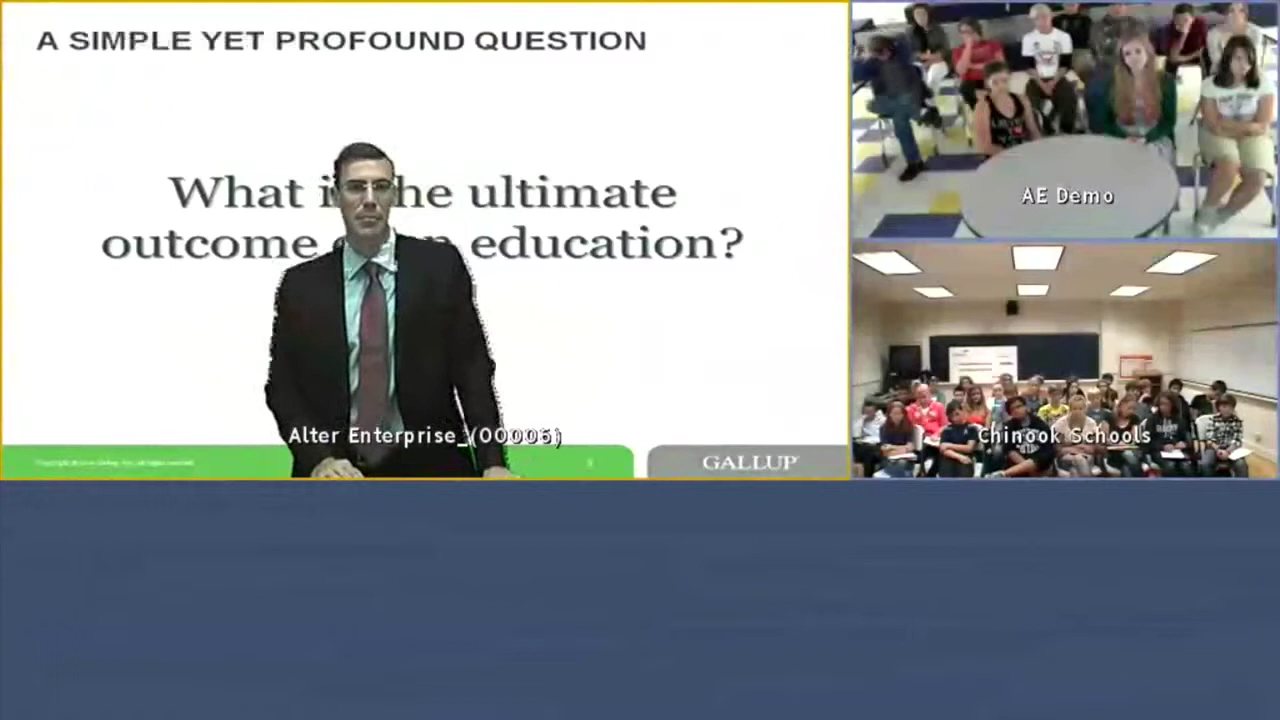 A SIMPLE YET PROFOUND QUESTION
What i he ultimate
outcome n education?
Alter Enterprise_(00006)
GALLUP
AE Demo
Chinook Schools